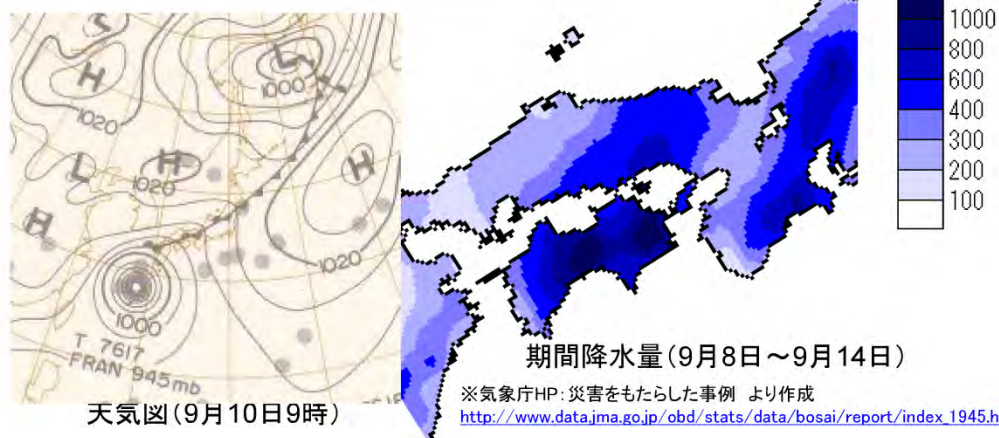 H
L
1000
1020
H
L
H
1020
H
H
1020
1000
T 7617
FRAN 945mb
天気図(9月10日9時)
1000
800
600
400
300
200
100
期間降水量(9月8日~9月14日)
※気象庁HP:災害をもたらした事例 より作成
http://www.data.jma.go.jp/obd/stats/data/bosai/report/index_1945.h